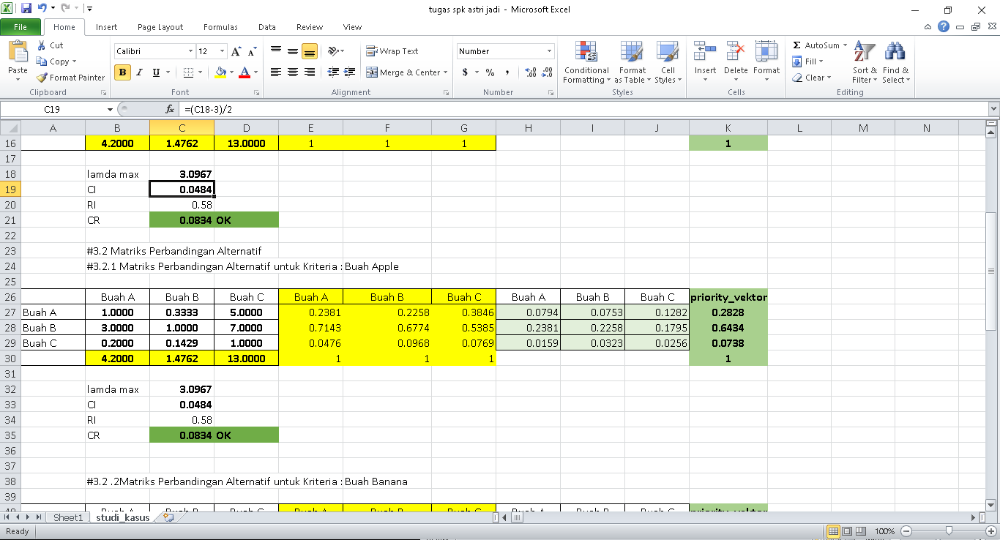 tugas spk astri jadi - Microsoft Excel
File Home Insert Page Layout Formulas Data Review View
Cut
Copy
Format Painter
Paste
Clipboard
Calibri 12
B I U
Font
Wrap Text
Merge & Center
Alignment
Number
$ % ,
Number
Conditional Formatting
Format as Table
Cell Styles
Styles
Insert Delete Format
Cells
AutoSum
Fill
Clear
Sort & Filter
Find & Select
Editing
C19 fx =(C18-3)/2
A B C D E F G H I J K L M N
16 4.2000 1.4762 13.0000 1 1 1 1
17
18 lamda max 3.0967
19 CI 0.0484
20 RI 0.58
21 CR 0.0834 OK
22
23 #3.2 Matriks Perbandingan Alternatif
24 #3.2.1 Matriks Perbandingan Alternatif untuk Kriteria : Buah Apple
25
26 Buah A Buah B Buah C Buah A Buah B Buah C Buah A Buah B Buah C priority_vektor
27 Buah A 1.0000 0.3333 5.0000 0.2381 0.2258 0.3846 0.0794 0.0753 0.1282 0.2828
28 Buah B 3.0000 1.0000 7.0000 0.7143 0.6774 0.5385 0.2381 0.2258 0.1795 0.6434
29 Buah C 0.2000 0.1429 1.0000 0.0476 0.0968 0.0769 0.0159 0.0323 0.0256 0.0738
30 4.2000 1.4762 13.0000 1 1 1 1
31
32 lamda max 3.0967
33 CI 0.0484
34 RI 0.58
35 CR 0.0834 OK
36
37
38 #3.2 .2Matriks Perbandingan Alternatif untuk Kriteria : Buah Banana
39
40 Buah A Buah B Buah C Buah A Buah B Buah C Buah A Buah B Buah C priority_vektor
Sheet1 studi_kasus
Ready 100%